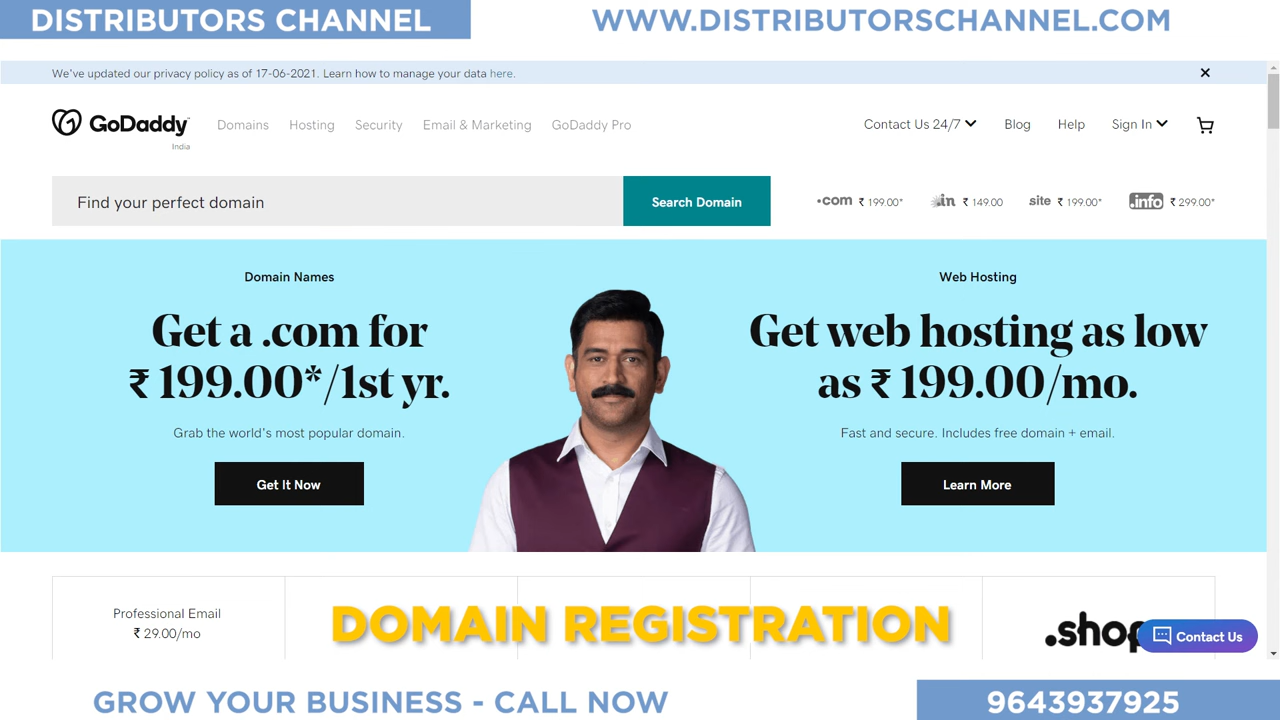 DISTRIBUTORS CHANNEL
WWW.DISTRIBUTORSCHANNEL.COM
We've updated our privacy policy as of 17-06-2021. Learn how to manage your data here.
GoDaddy
India
Domains Hosting Security Email & Marketing GoDaddy Pro
Contact Us 24/7 Blog Help Sign In
Find your perfect domain
Search Domain
.com ₹ 199.00* .in ₹ 149.00 site ₹ 199.00* .info ₹ 299.00*
Domain Names
Get a .com for
₹ 199.00*/1st yr.
Grab the world's most popular domain.
Get It Now
Web Hosting
Get web hosting as low
as ₹ 199.00/mo.
Fast and secure. Includes free domain + email.
Learn More
Professional Email
₹ 29.00/mo
DOMAIN REGISTRATION
.shop
Contact Us
GROW YOUR BUSINESS - CALL NOW
9643937925